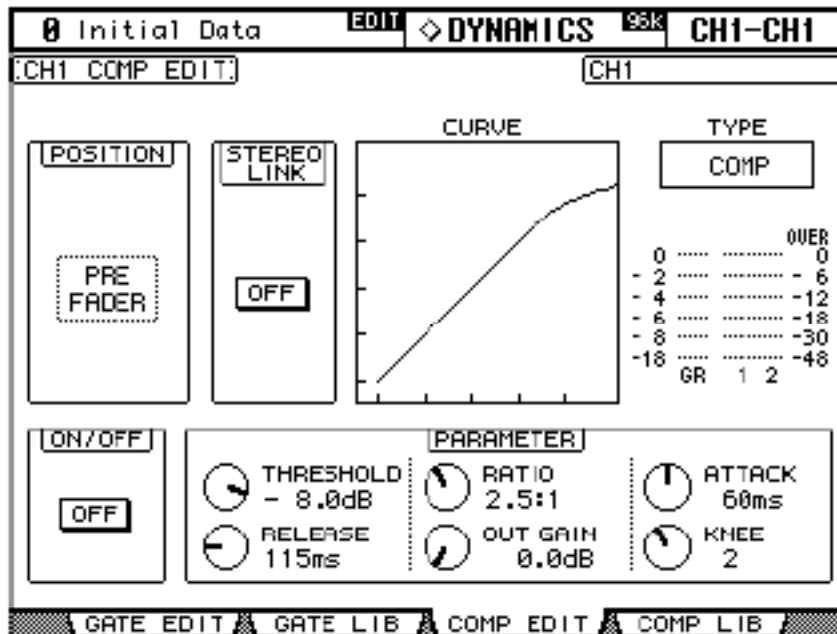 0 Initial Data EDIT ◇DYNAMICS 96k CH1-CH1
CH1 COMP EDIT CH1
POSITION
PRE
FADER
STEREO
LINK
OFF
CURVE
TYPE
COMP
OVER
0 0
- 2 - 6
- 4 -12
- 6 -18
- 8 -30
-18 -48
GR 1 2
ON/OFF
OFF
PARAMETER
THRESHOLD
- 8.0dB
RATIO
2.5:1
ATTACK
60ms
RELEASE
115ms
OUT GAIN
0.0dB
KNEE
2
GATE EDIT GATE LIB COMP EDIT COMP LIB